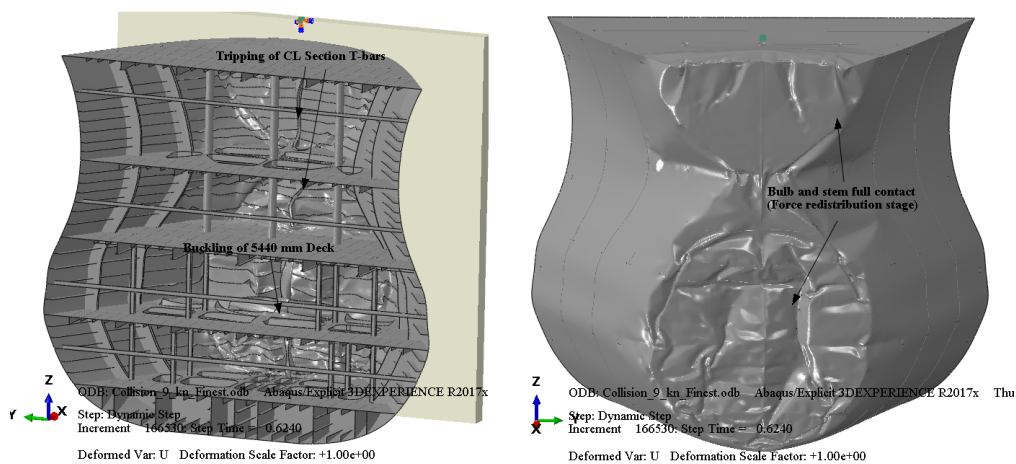 Tripping of CL Section T-bars
Buckling of 5440 mm Deck
Z
Y
X
ODB: Collision_9_kn_Finest.odb Abaqus/Explicit 3DEXPERIENCE R2017x
Step: Dynamic Step
Increment 166530: Step Time = 0.6240
Deformed Var: U Deformation Scale Factor: +1.00e+00
Bulb and stem full contact
(Force redistribution stage)
Z
Y
X
ODB: Collision_9_kn_Finest.odb Abaqus/Explicit 3DEXPERIENCE R2017x Thu
Step: Dynamic Step
Increment 166530: Step Time = 0.6240
Deformed Var: U Deformation Scale Factor: +1.00e+00